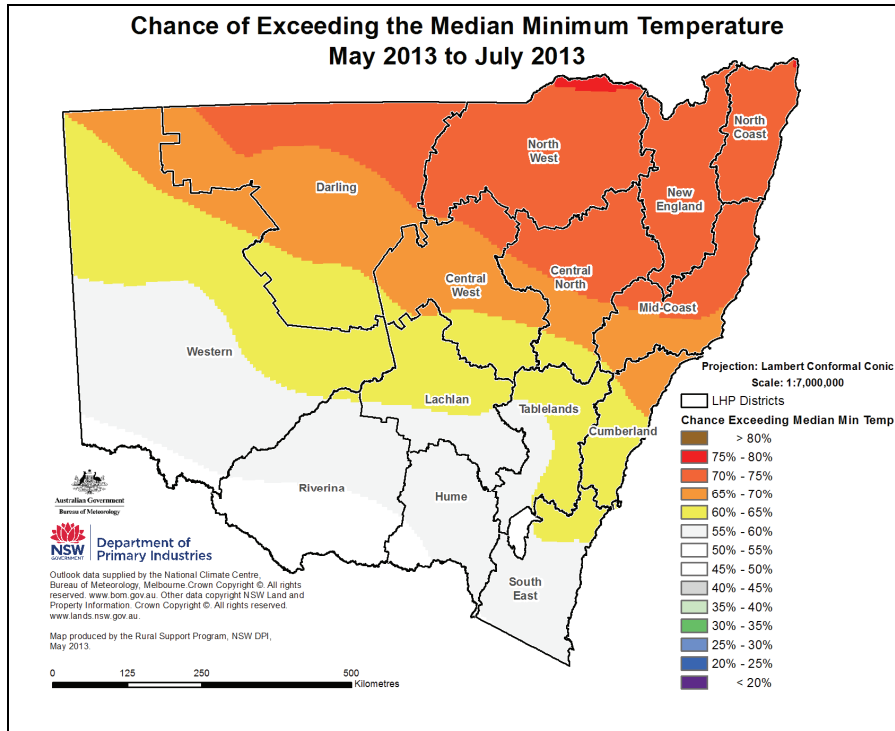 Chance of Exceeding the Median Minimum Temperature
May 2013 to July 2013
North
Coast
North
West
Darling
New
England
Central
West
Central
North
Mid-Coast
Western
Lachlan
Tablelands
Cumberland
Riverina
Hume
South
East
Projection: Lambert Conformal Conic
Scale: 1:7,000,000
LHP Districts
Chance Exceeding Median Min Temp
> 80%
75% - 80%
70% - 75%
65% - 70%
60% - 65%
55% - 60%
50% - 55%
45% - 50%
40% - 45%
35% - 40%
30% - 35%
25% - 30%
20% - 25%
< 20%
Australian Government
Bureau of Meteorology
NSW
GOVERNMENT
Department of
Primary Industries
Outlook data supplied by the National Climate Centre,
Bureau of Meteorology, Melbourne.Crown Copyright ©. All rights
reserved. www.bom.gov.au. Other data copyright NSW Land and
Property Information. Crown Copyright ©. All rights reserved.
www.lands.nsw.gov.au.
Map produced by the Rural Support Program, NSW DPI,
May 2013.
0 125 250 500
Kilometres